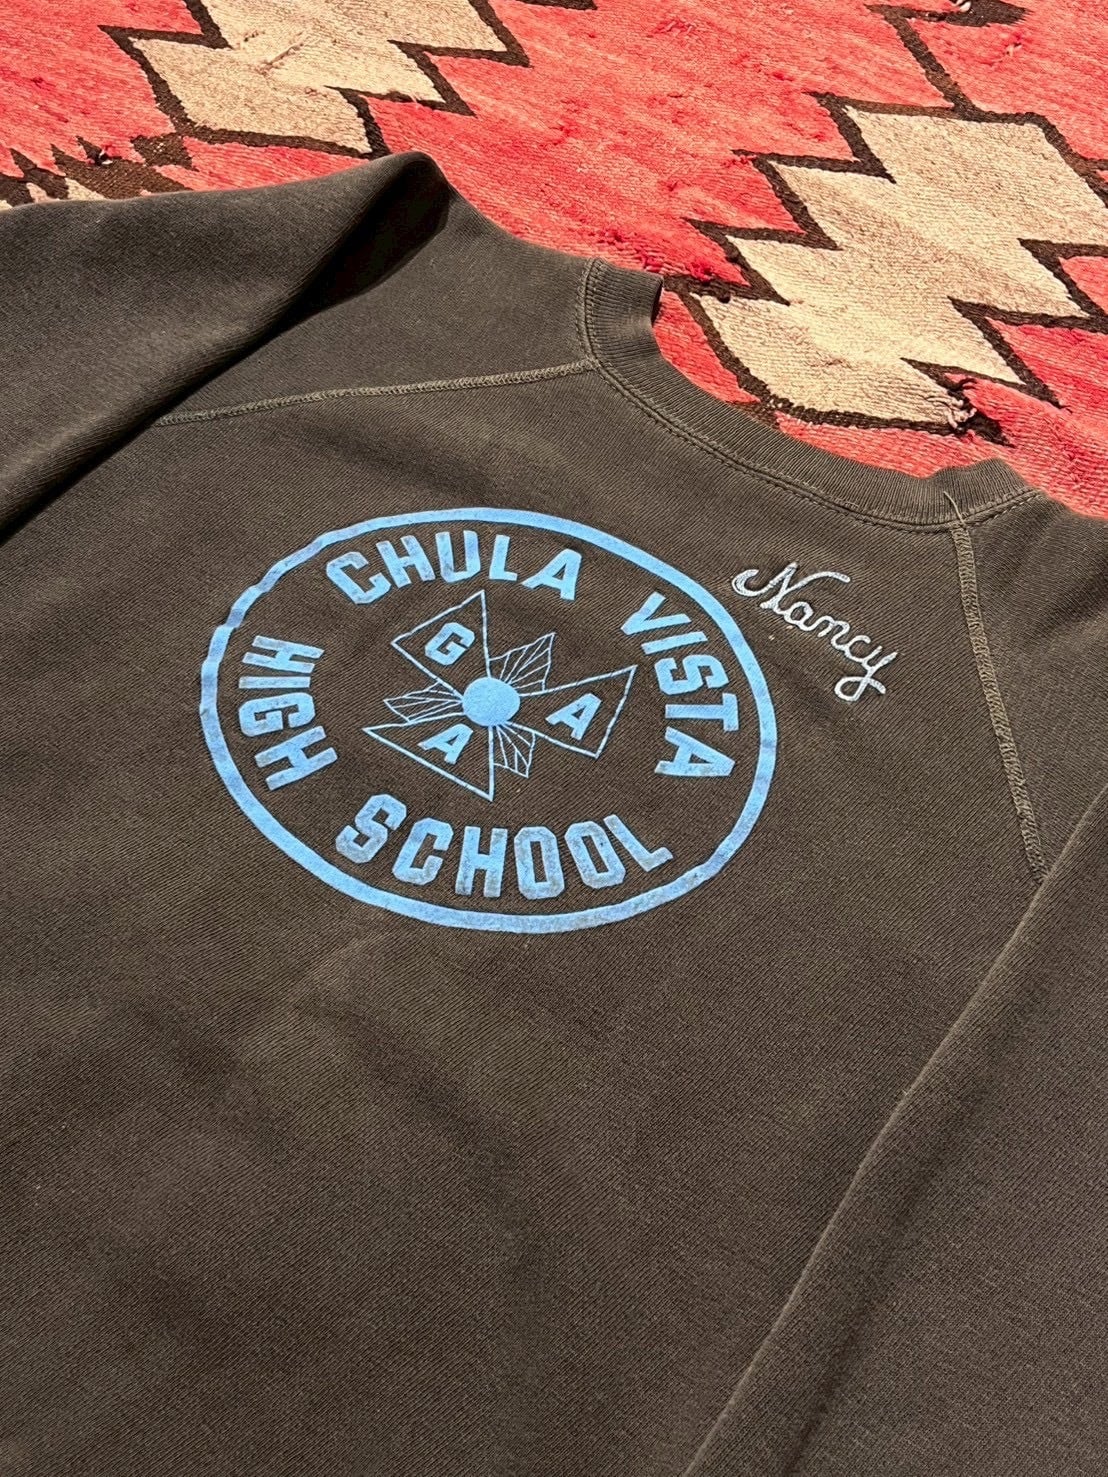 CHULA VISTA
HIGH
SCHOOL
G
A
A
Nancy